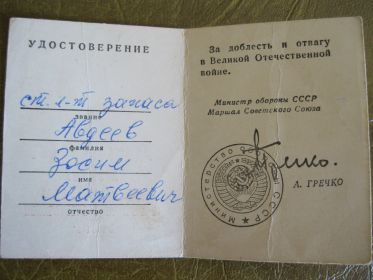 УДОСТОВЕРЕНИЕ
ст. л-т запаса
звание
Авдеев
фамилия
Зосим
имя
Матвеевич
отчество
За доблесть и отвагу
в Великой Отечественной
войне.
Министр обороны СССР
Маршал Советского Союза
Министерство обороны СССР
А. ГРЕЧКО